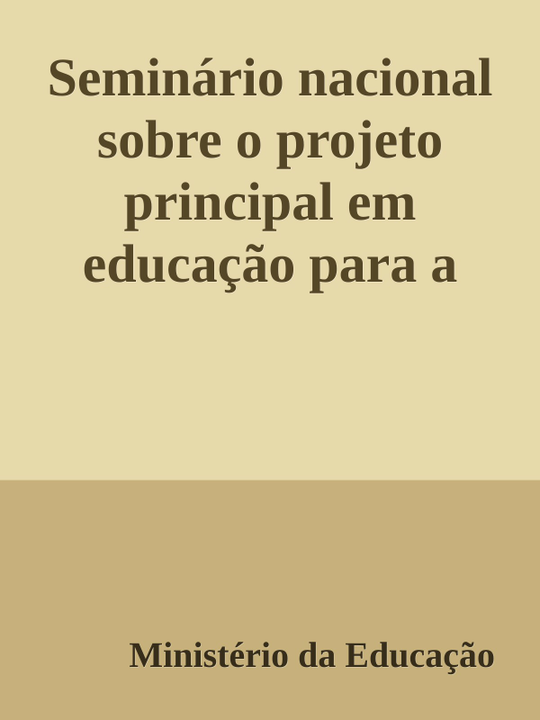 Seminário nacional
sobre o projeto
principal em
educação para a
Ministério da Educação